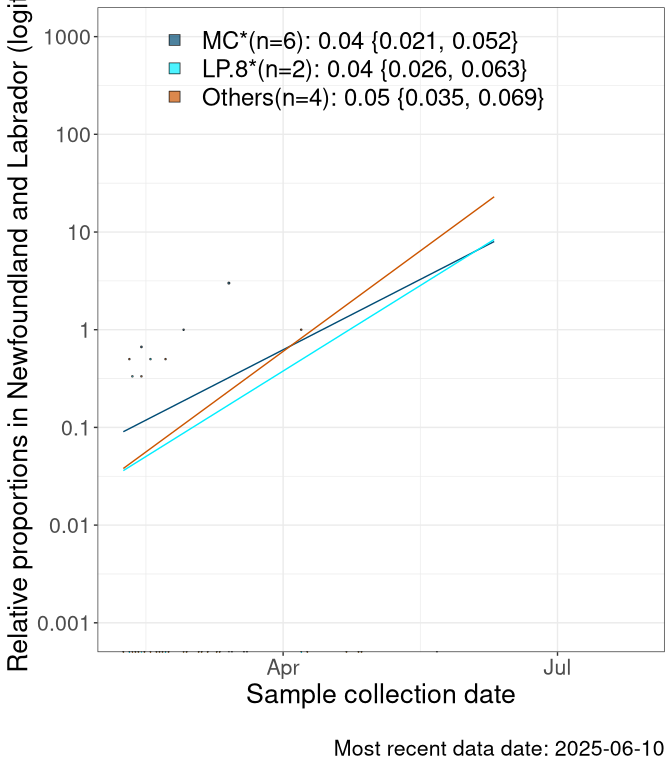 MC*(n=6): 0.04 {0.021, 0.052}
LP.8*(n=2): 0.04 {0.026, 0.063}
Others(n=4): 0.05 {0.035, 0.069}
1000
100
10
1
0.1
0.01
0.001
Relative proportions in Newfoundland and Labrador
Apr
Jul
Sample collection date
Most recent data date: 2025-06-10